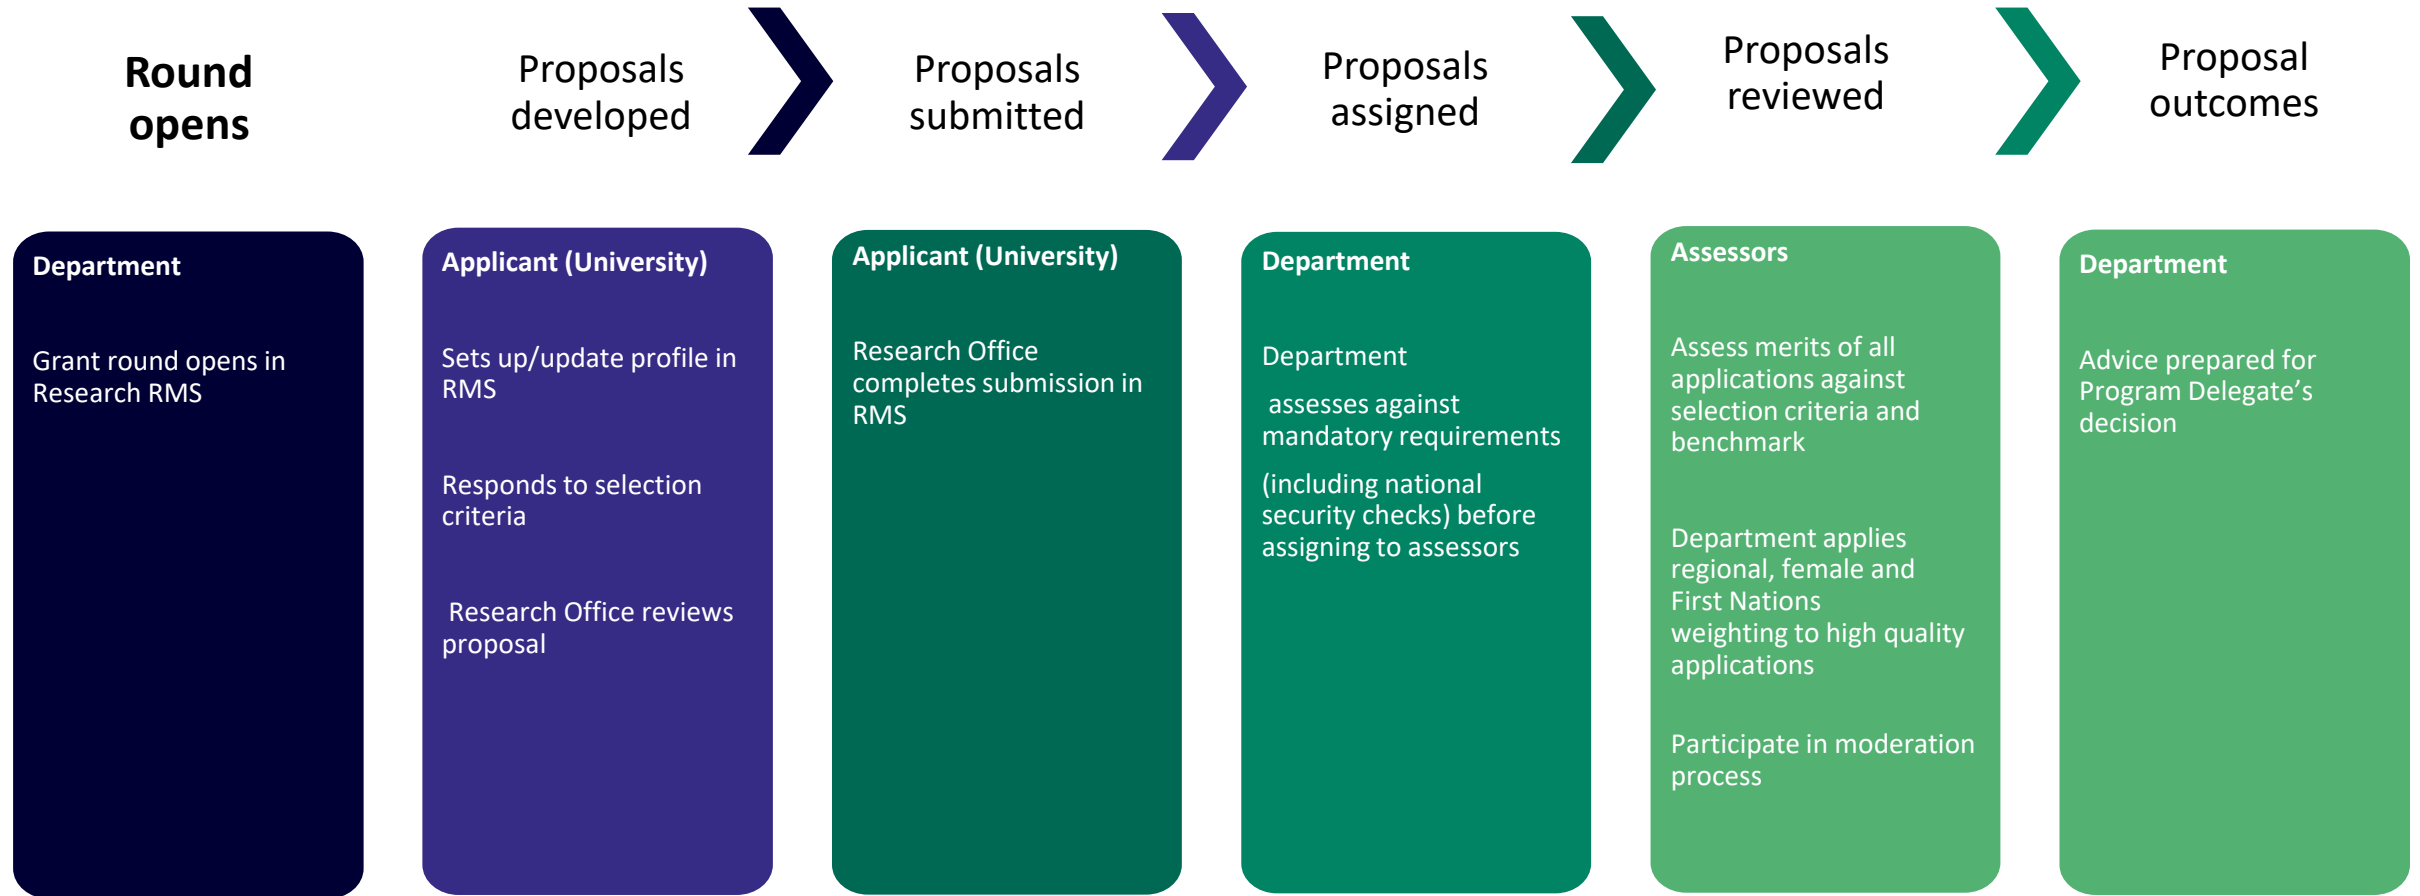 Round
opens
Proposals
developed
Proposals
submitted
Proposals
assigned
Proposals
reviewed
Proposal
outcomes
Department
Grant round opens in
Research RMS
Applicant (University)
Sets up/update profile in
RMS
Responds to selection
criteria
Research Office reviews
proposal
Applicant (University)
Research Office
completes submission in
RMS
Department
Department
assesses against
mandatory requirements
(including national
security checks) before
assigning to assessors
Assessors
Assess merits of all
applications against
selection criteria and
benchmark
Department applies
regional, female and
First Nations
weighting to high quality
applications
Participate in moderation
process
Department
Advice prepared for
Program Delegate’s
decision